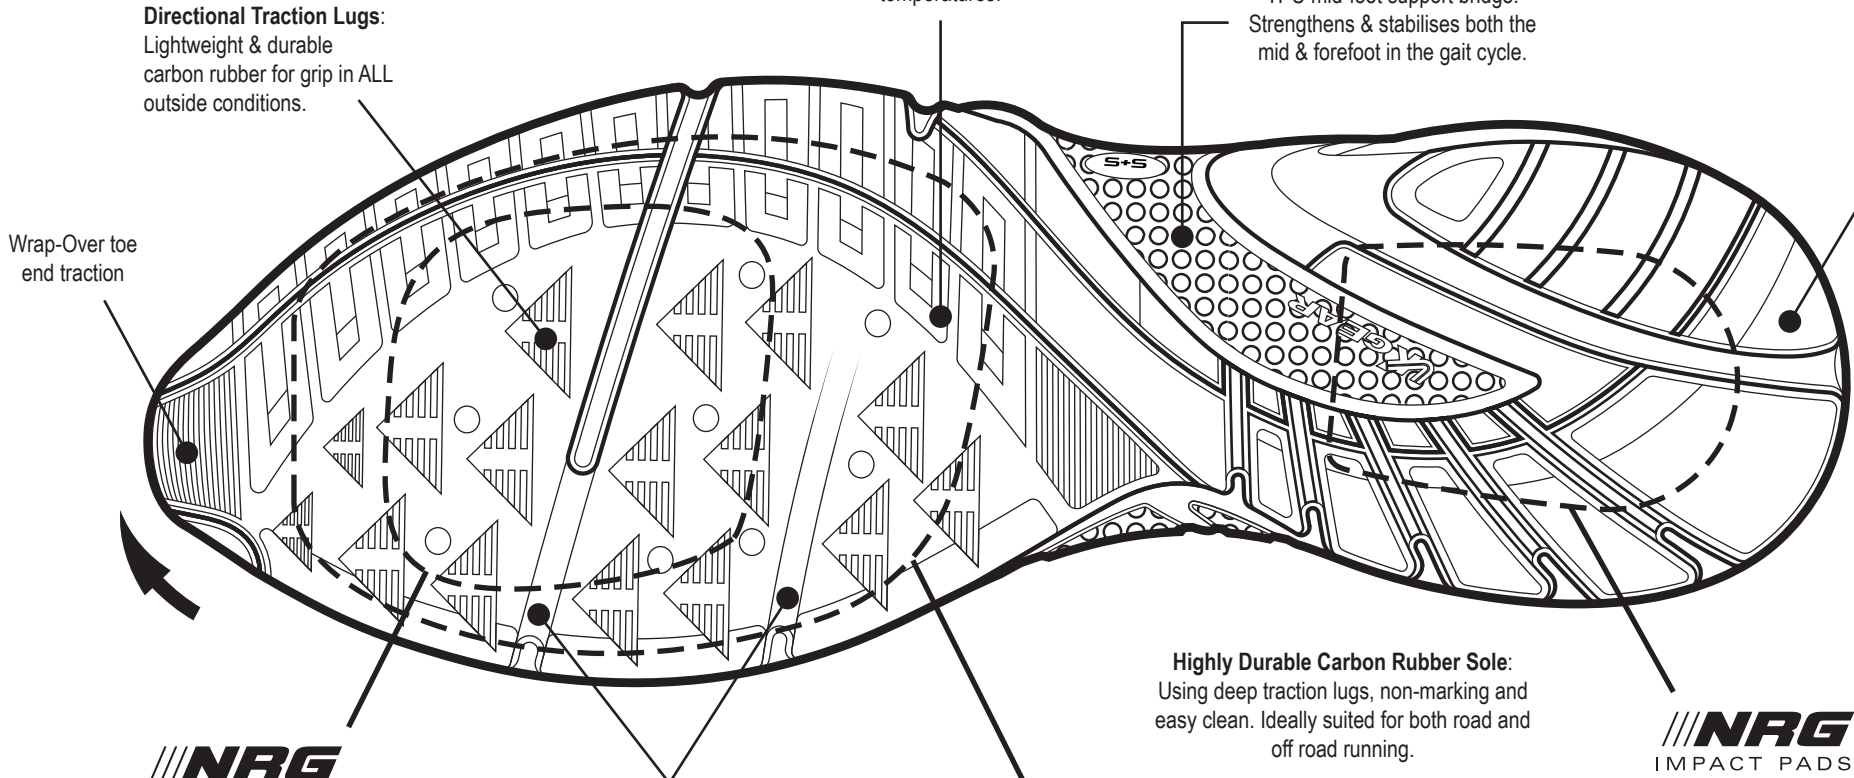 Directional Traction Lugs:
Lightweight & durable
carbon rubber for grip in ALL
outside conditions.
temperatures.
Strengthens & stabilises both the
mid & forefoot in the gait cycle.
Wrap-Over toe
end traction
S+S
UK GEAR
Highly Durable Carbon Rubber Sole:
Using deep traction lugs, non-marking and
easy clean. Ideally suited for both road and
off road running.
NRG
NRG
IMPACT PADS